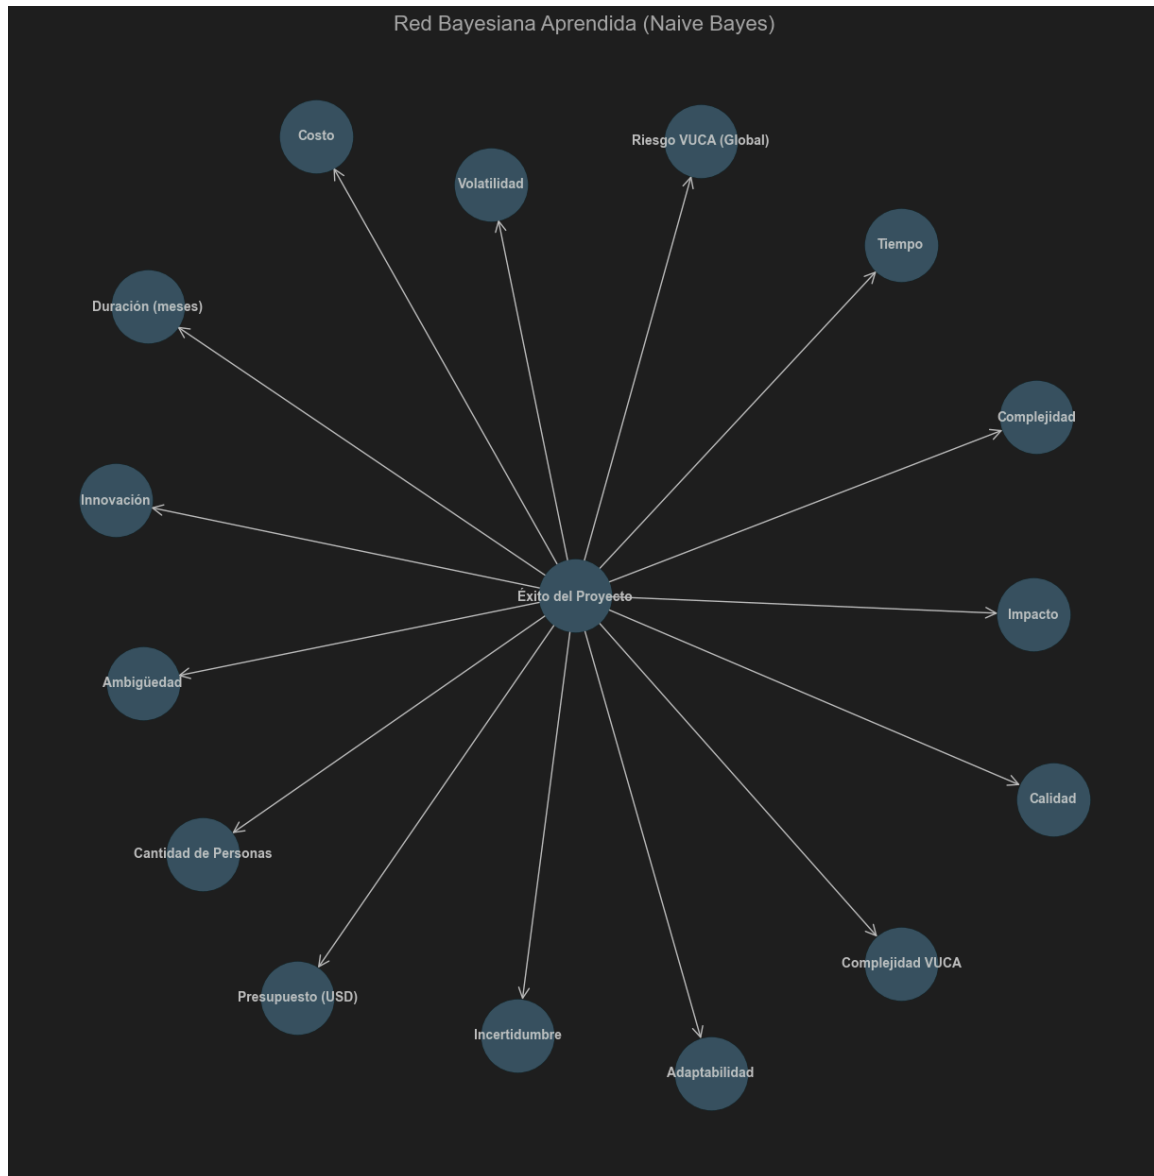 Red Bayesiana Aprendida (Naive Bayes)
Costo
Riesgo VUCA (Global)
Volatilidad
Tiempo
Duración (meses)
Complejidad
Innovación
Éxito del Proyecto
Impacto
Ambigüedad
Calidad
Cantidad de Personas
Complejidad VUCA
Presupuesto (USD)
Incertidumbre
Adaptabilidad